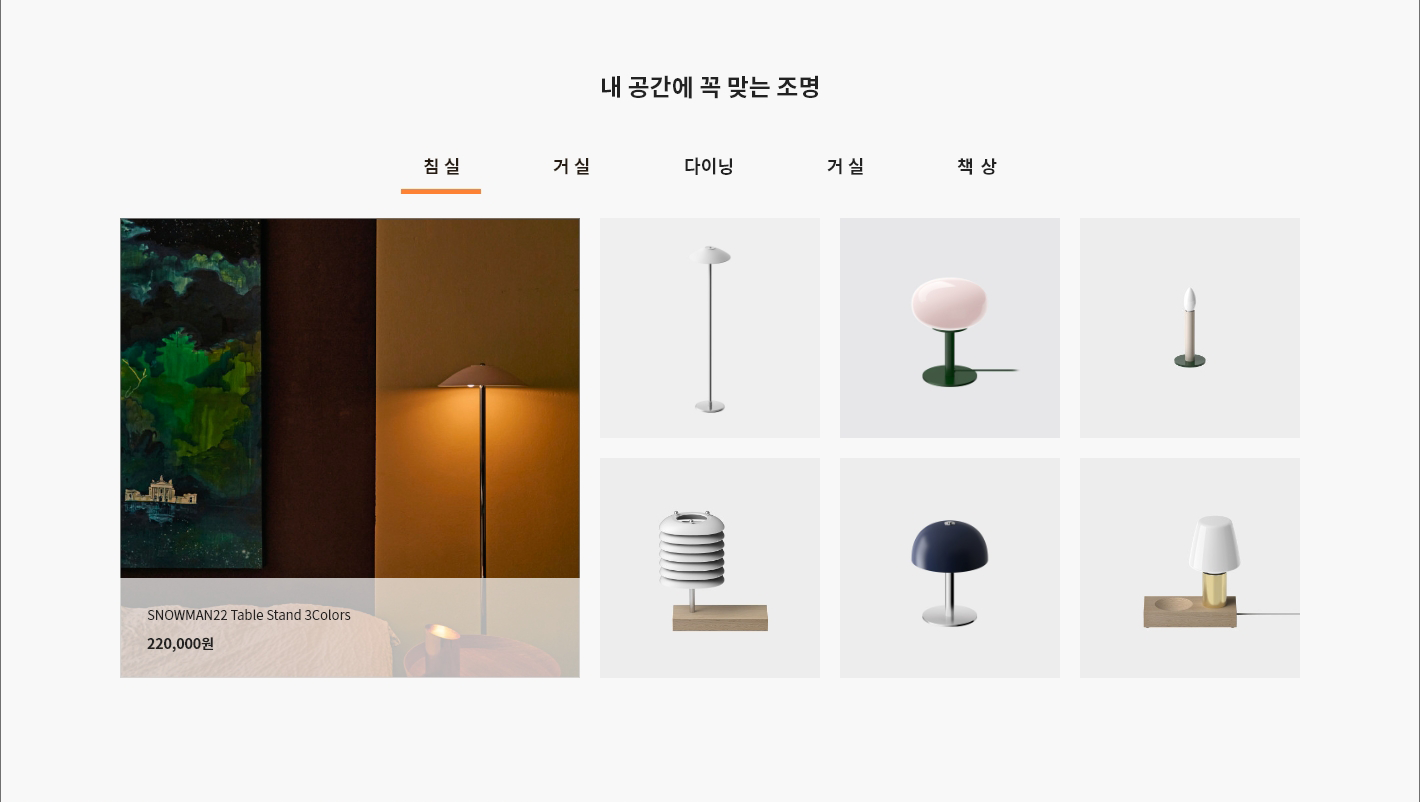 내 공간에 꼭 맞는 조명
침 실 거 실 다이닝 거 실 책 상
SNOWMAN22 Table Stand 3Colors
220,000원